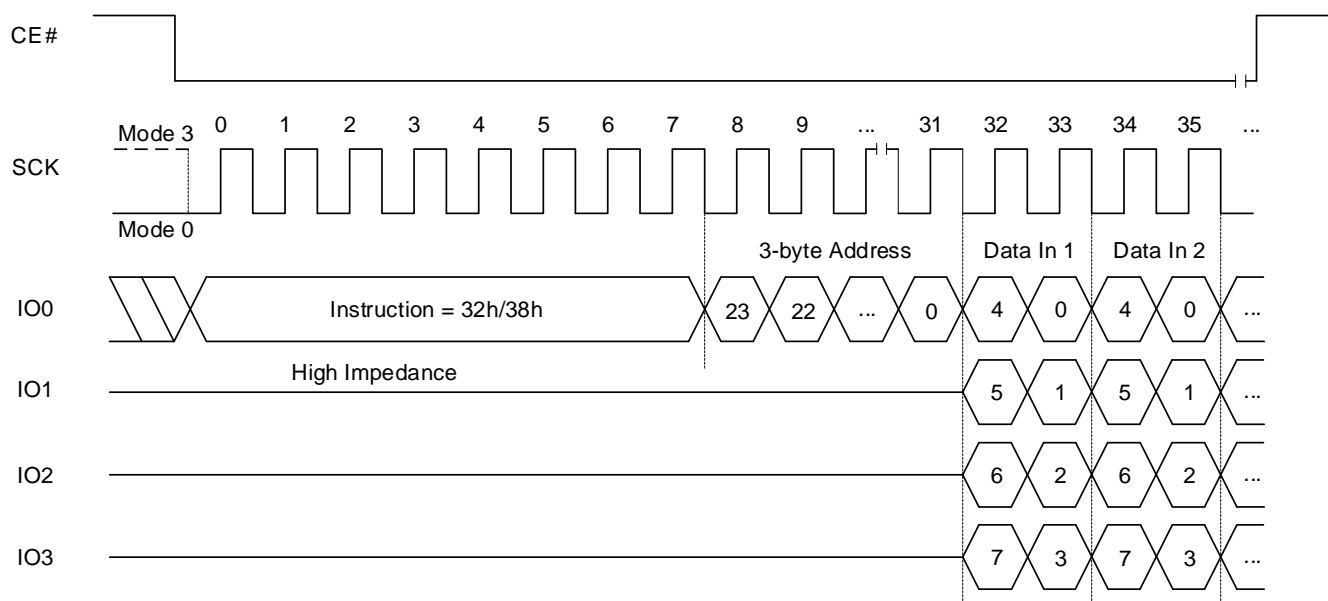 CE#
Mode 3 0 1 2 3 4 5 6 7 8 9 ... 31 32 33 34 35 ...
SCK
Mode 0
3-byte Address Data In 1 Data In 2
IO0 Instruction = 32h/38h 23 22 ... 0 4 0 4 0 ...
High Impedance
IO1 5 1 5 1 ...
IO2 6 2 6 2 ...
IO3 7 3 7 3 ...